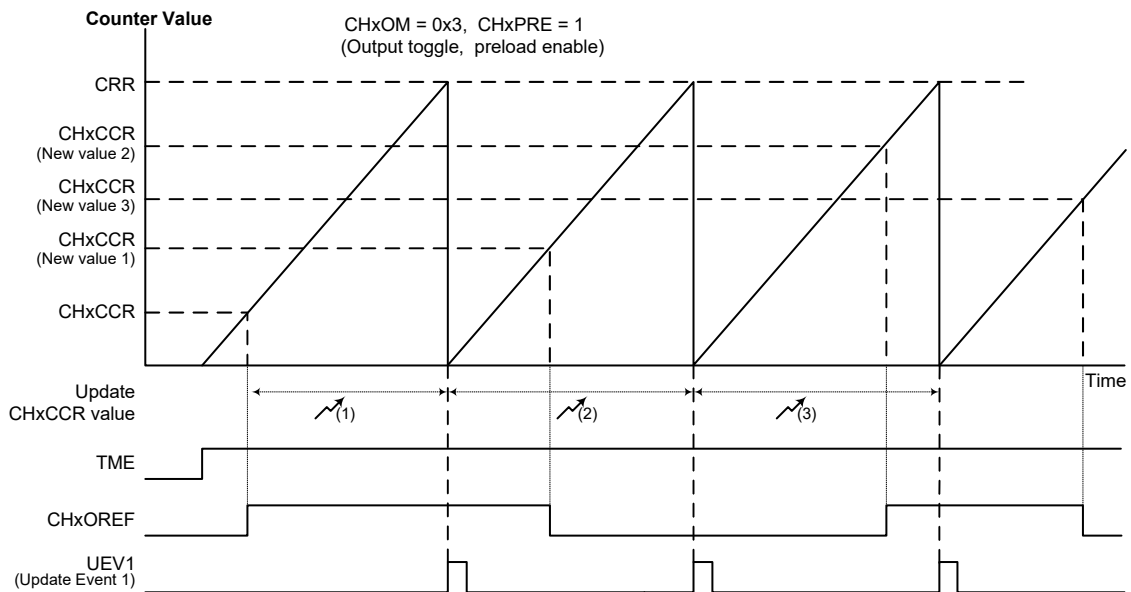 Counter Value
CHxOM = 0x3, CHxPRE = 1
(Output toggle, preload enable)
CRR
CHxCCR
(New value 2)
CHxCCR
(New value 3)
CHxCCR
(New value 1)
CHxCCR
Time
Update
CHxCCR value
(1)
(2)
(3)
TME
CHxOREF
UEV1
(Update Event 1)